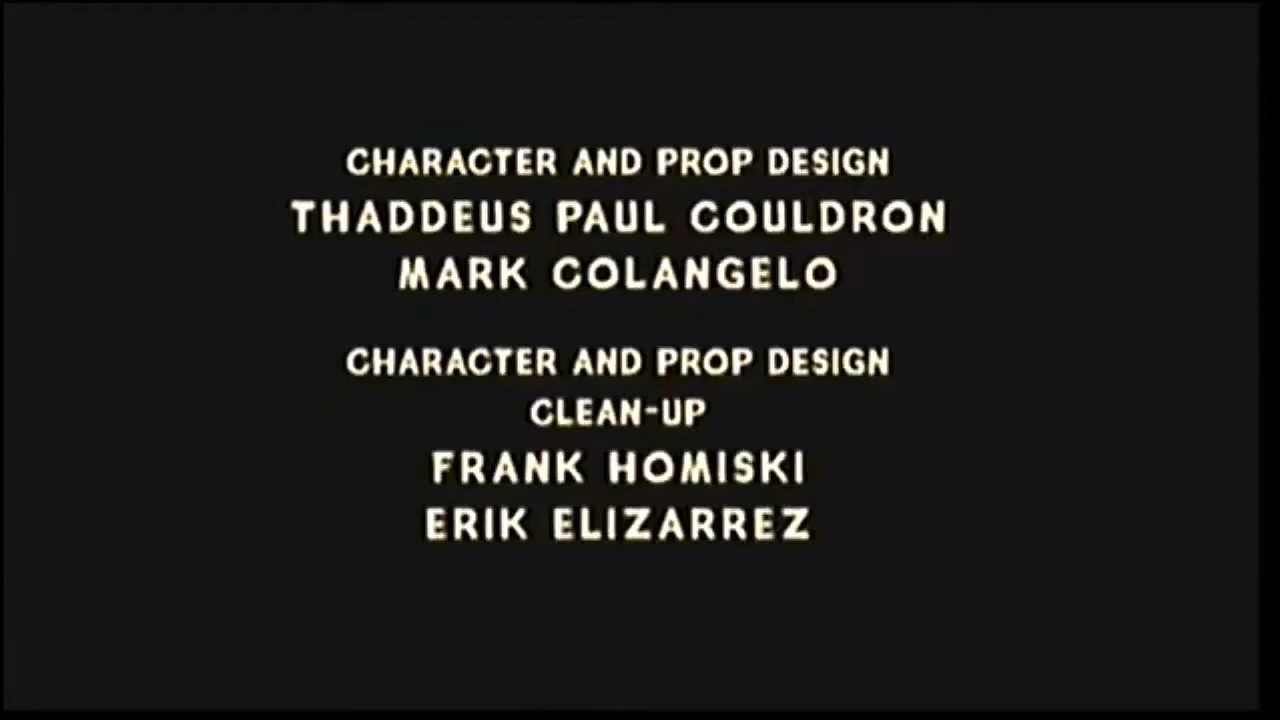 CHARACTER AND PROP DESIGN
THADDEUS PAUL COULDRON
MARK COLANGELO
CHARACTER AND PROP DESIGN
CLEAN-UP
FRANK HOMISKI
ERIK ELIZARREZ